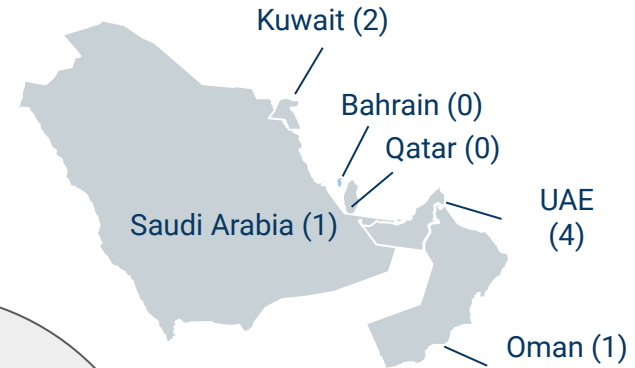 Kuwait (2)
Bahrain (0)
Qatar (0)
UAE
(4)
Saudi Arabia (1)
Oman (1)